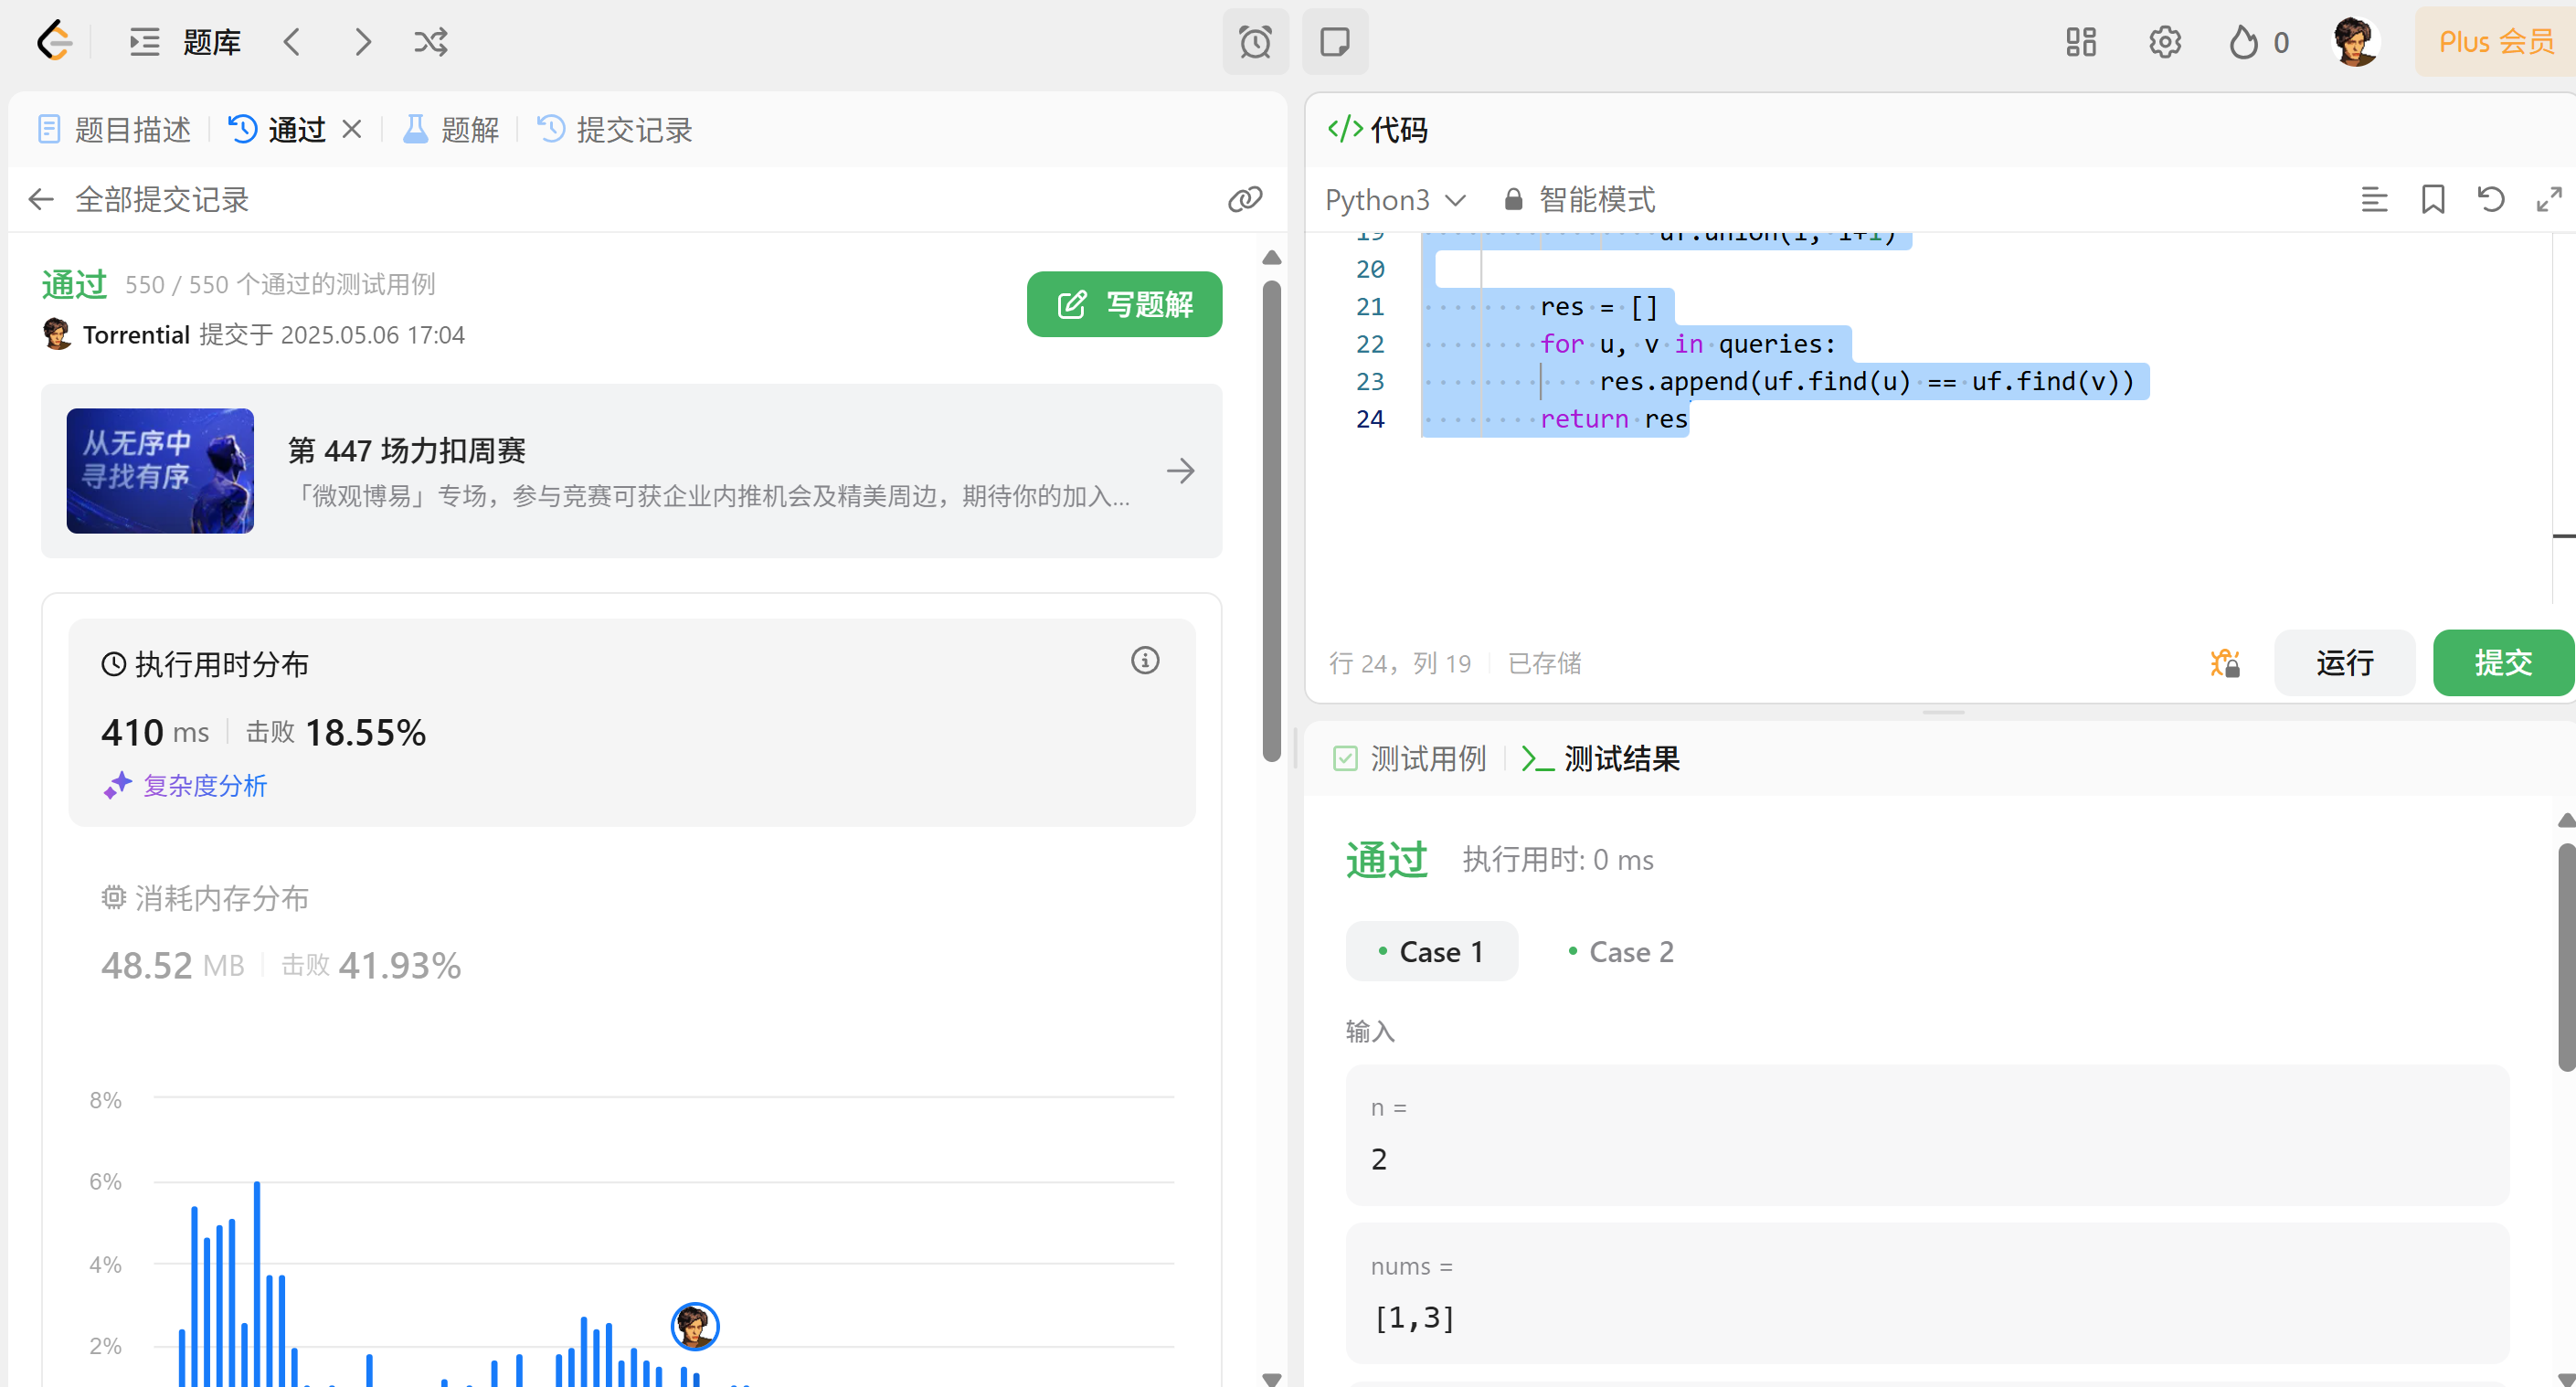 题库
0
Plus 会员
题目描述
通过
题解
提交记录
全部提交记录
通过 550 / 550 个通过的测试用例
Torrential 提交于 2025.05.06 17:04
写题解
从无序中
寻找有序
第 447 场力扣周赛
「微观博易」专场，参与竞赛可获企业内推机会及精美周边，期待你的加入...
执行用时分布
410 ms 击败 18.55%
复杂度分析
消耗内存分布
48.52 MB 击败 41.93%
8%
6%
4%
2%
</> 代码
Python3 智能模式
19 uf.union(i, i+1)
20
21 res = []
22 for u, v in queries:
23 res.append(uf.find(u) == uf.find(v))
24 return res
行 24，列 19 已存储
运行
提交
测试用例
测试结果
通过 执行用时: 0 ms
Case 1
Case 2
输入
n =
2
nums =
[1,3]